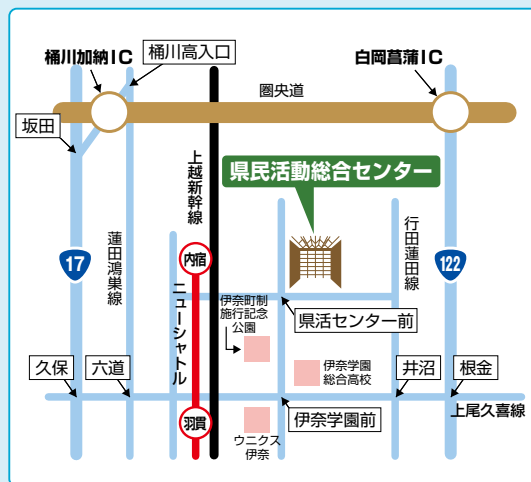 桶川加納IC
桶川高入口
白岡菖蒲IC
圏央道
坂田
上越新幹線
県民活動総合センター
蓮田鴻巣線
行田蓮田線
17
内宿
122
ニューシャトル
伊奈町制
施行記念
公園
県活センター前
久保
六道
伊奈学園
総合高校
井沼
根金
上尾久喜線
羽貫
伊奈学園前
ウニクス
伊奈